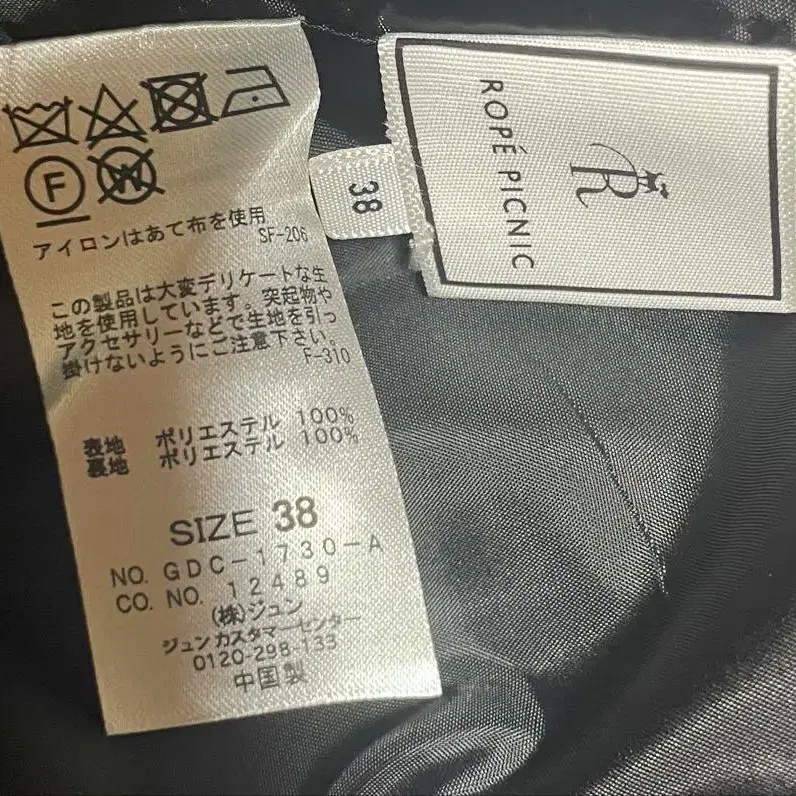 F
W
アイロンはあて布を使用
SF-206
この製品は大変デリケートな生
地を使用しています。突起物や
アクセサリーなどで生地を引っ
掛けないようにご注意下さい。
F-310
表地 ポリエステル 100%
裏地 ポリエステル 100%
SIZE 38
NO. GDC-1730-A
CO. NO. 12489
(株)ジュン
ジュン カスタマーセンター
0120-298-133
中国製
38
R
ROPÉ PICNIC